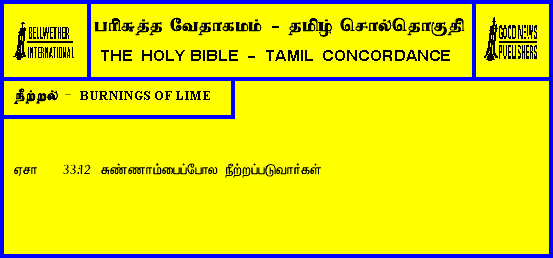 BELLWETHER
INTERNATIONAL
பரிசுத்த வேதாகமம் - தமிழ் சொல்தொகுதி
THE HOLY BIBLE - TAMIL CONCORDANCE
GOOD NEWS
PUBLISHERS
நீற்றல் - BURNINGS OF LIME
ஏசா 33:12 சுண்ணாம்பைப்போல நீற்றப்படுவார்கள்